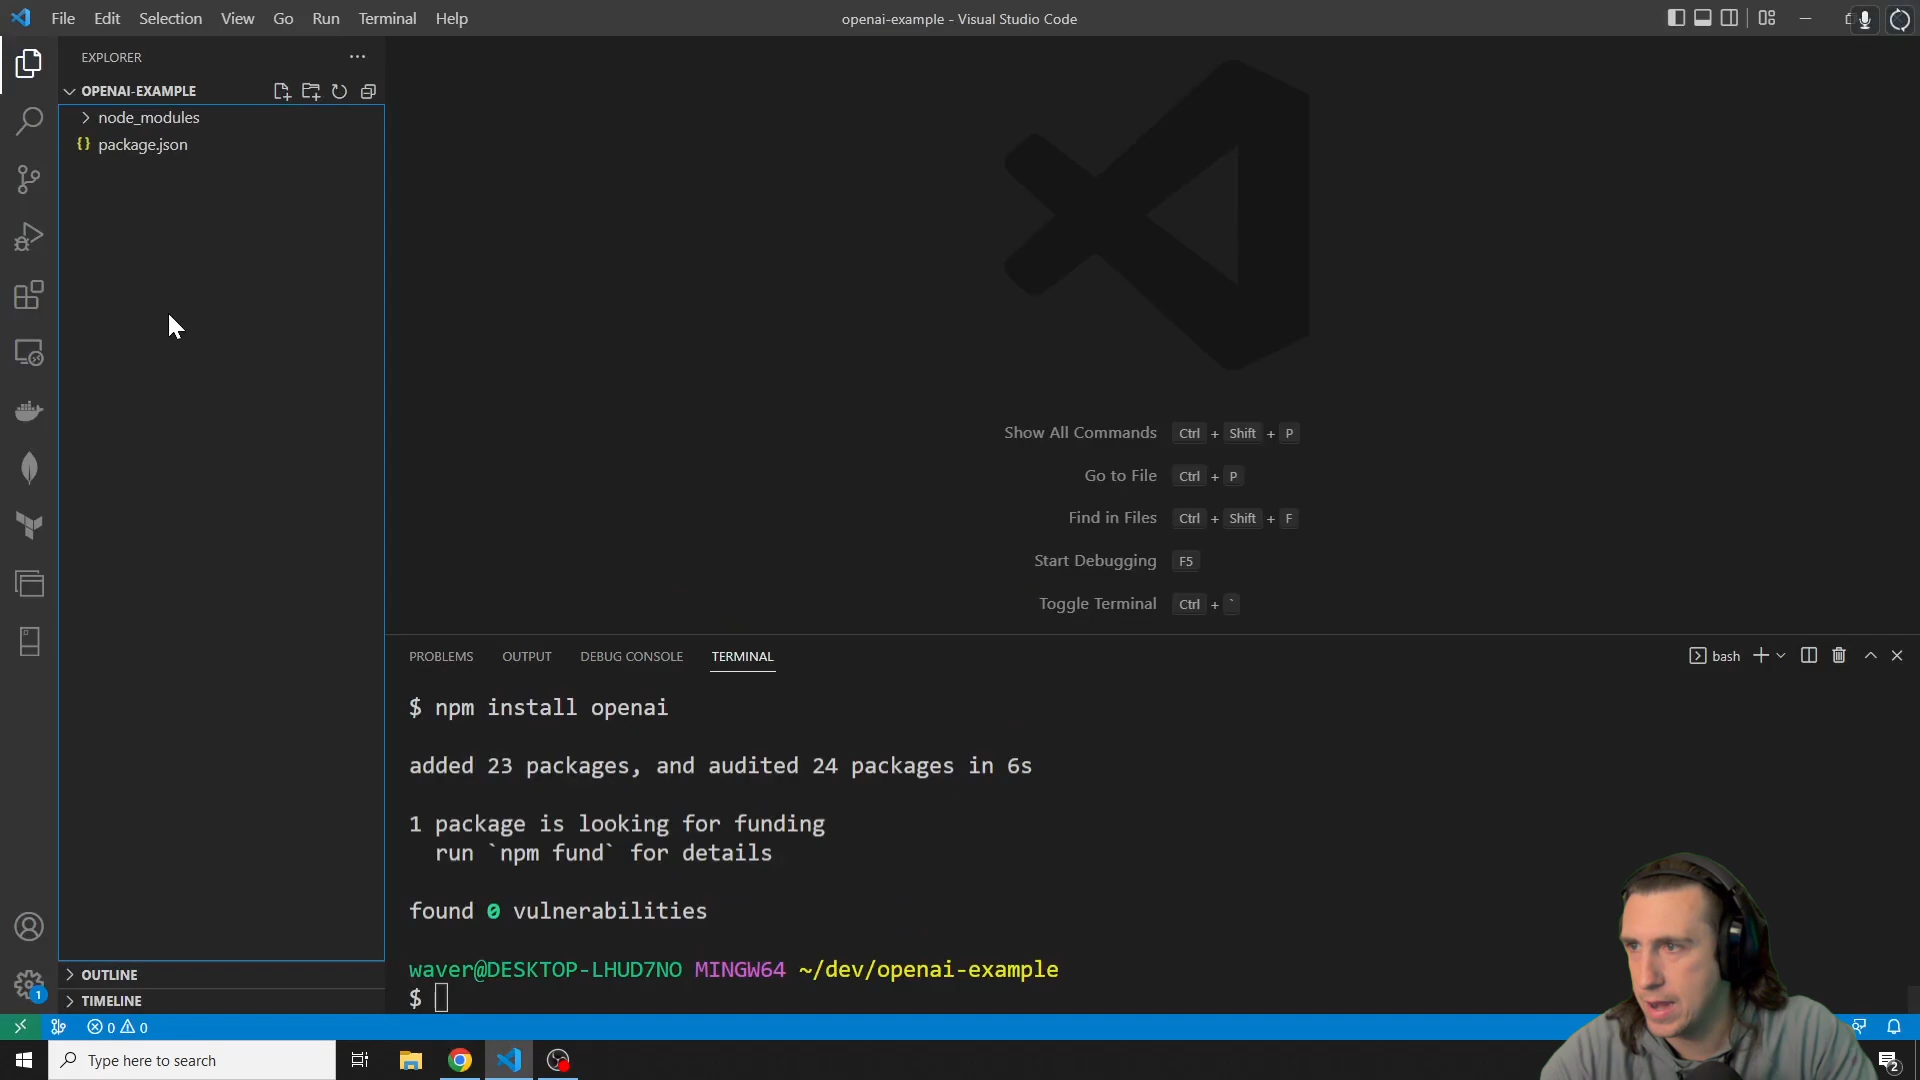 File Edit Selection View Go Run Terminal Help
openai-example - Visual Studio Code
EXPLORER
OPENAI-EXAMPLE
node_modules
{} package.json
Show All Commands Ctrl + Shift + P
Go to File Ctrl + P
Find in Files Ctrl + Shift + F
Start Debugging F5
Toggle Terminal Ctrl + `
PROBLEMS OUTPUT DEBUG CONSOLE TERMINAL
bash
$ npm install openai
added 23 packages, and audited 24 packages in 6s
1 package is looking for funding
run `npm fund` for details
found 0 vulnerabilities
waver@DESKTOP-LHUD7NO MINGW64 ~/dev/openai-example
$
OUTLINE
1
TIMELINE
0 0
Type here to search
2